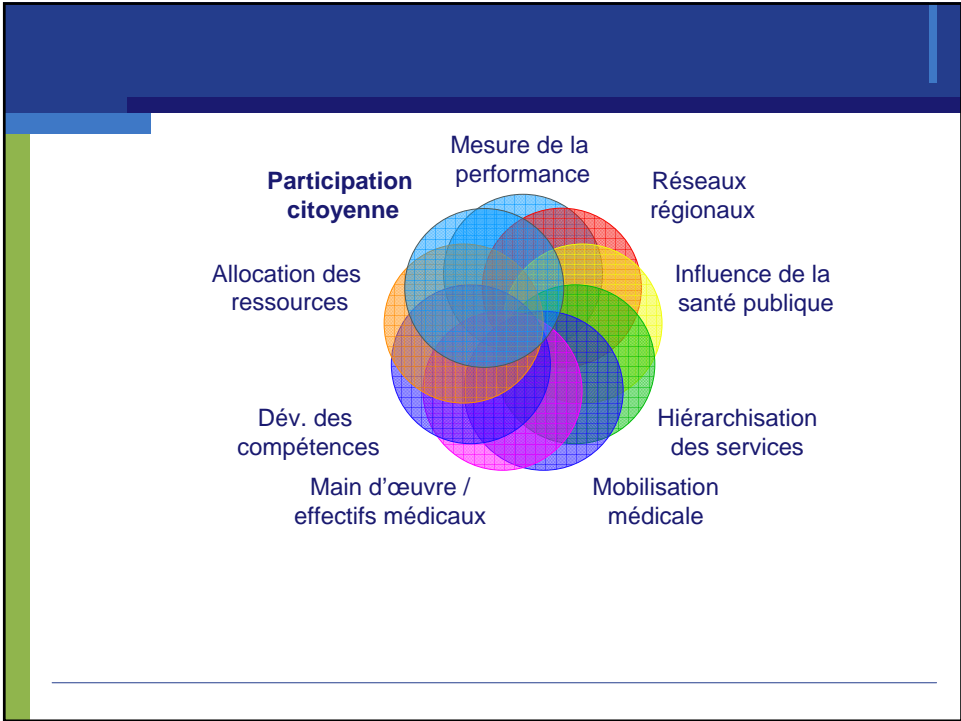 Mesure de la
performance
Participation
citoyenne
Réseaux
régionaux
Allocation des
ressources
Influence de la
santé publique
Dév. des
compétences
Hiérarchisation
des services
Main d'œuvre /
effectifs médicaux
Mobilisation
médicale